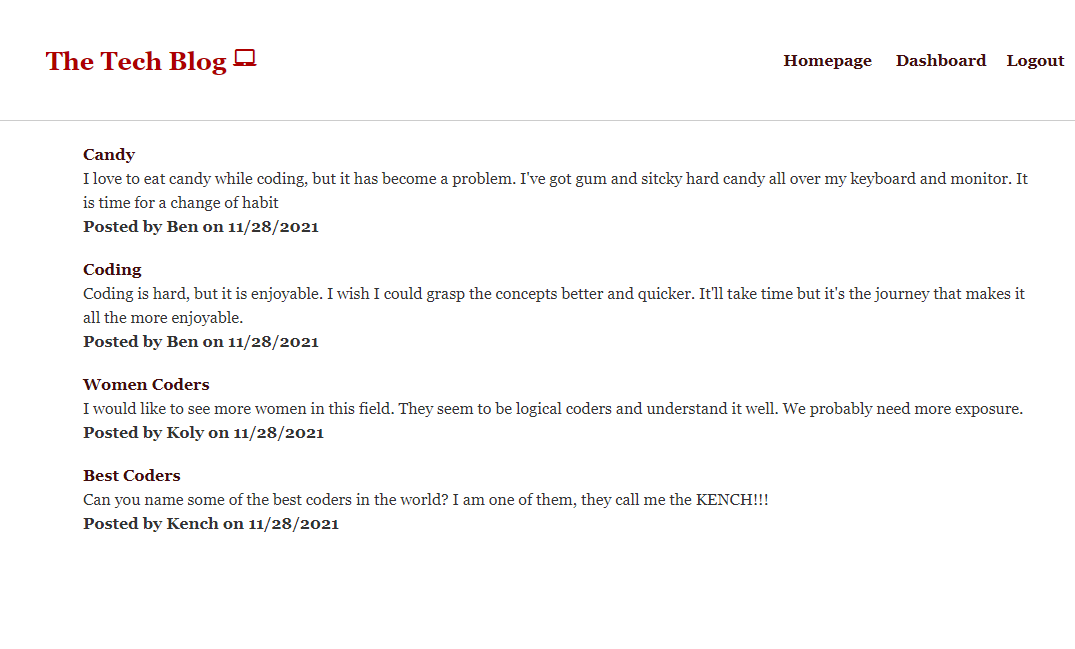 The Tech Blog
Homepage Dashboard Logout
Candy
I love to eat candy while coding, but it has become a problem. I've got gum and sitcky hard candy all over my keyboard and monitor. It
is time for a change of habit
Posted by Ben on 11/28/2021
Coding
Coding is hard, but it is enjoyable. I wish I could grasp the concepts better and quicker. It'll take time but it's the journey that makes it
all the more enjoyable.
Posted by Ben on 11/28/2021
Women Coders
I would like to see more women in this field. They seem to be logical coders and understand it well. We probably need more exposure.
Posted by Koly on 11/28/2021
Best Coders
Can you name some of the best coders in the world? I am one of them, they call me the KENCH!!!
Posted by Kench on 11/28/2021